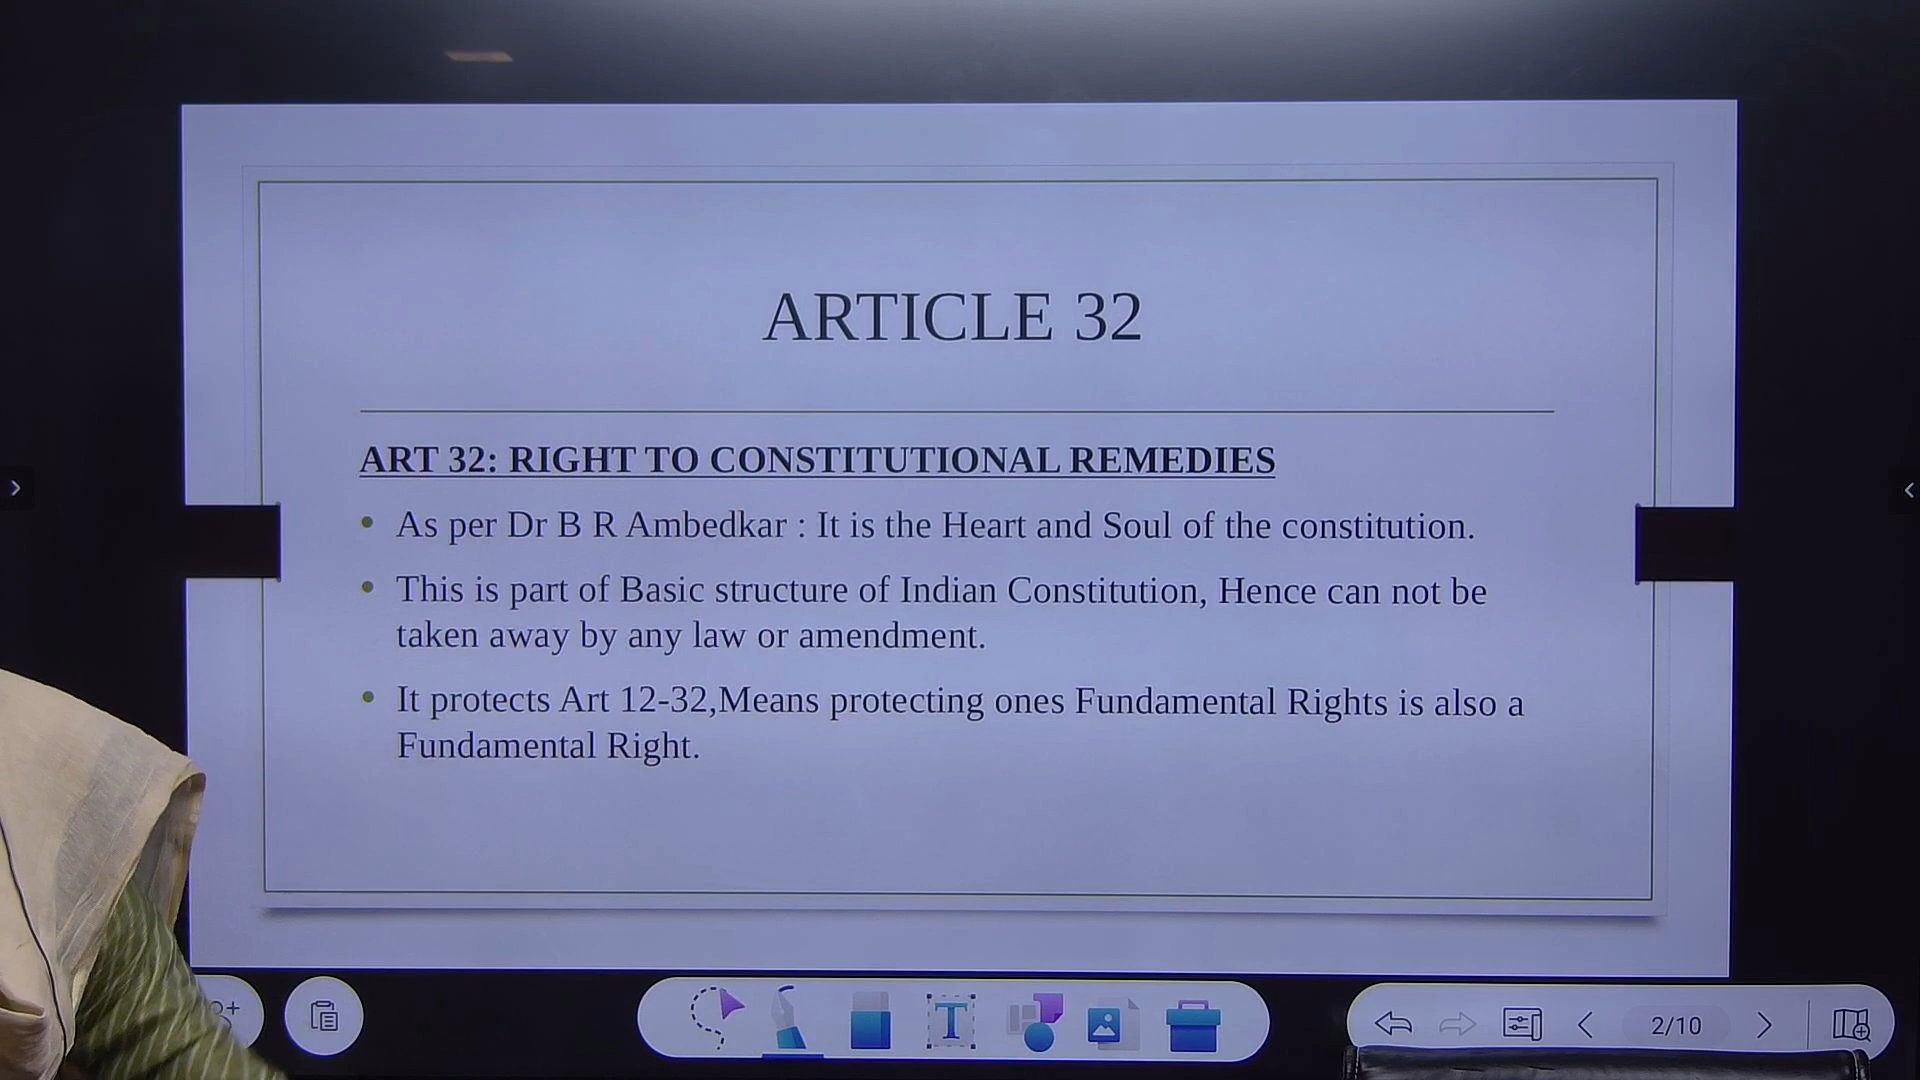 ARTICLE 32
ART 32: RIGHT TO CONSTITUTIONAL REMEDIES
• As per Dr B R Ambedkar : It is the Heart and Soul of the constitution.
• This is part of Basic structure of Indian Constitution, Hence can not be
taken away by any law or amendment.
• It protects Art 12-32,Means protecting ones Fundamental Rights is also a
Fundamental Right.
T
2/10